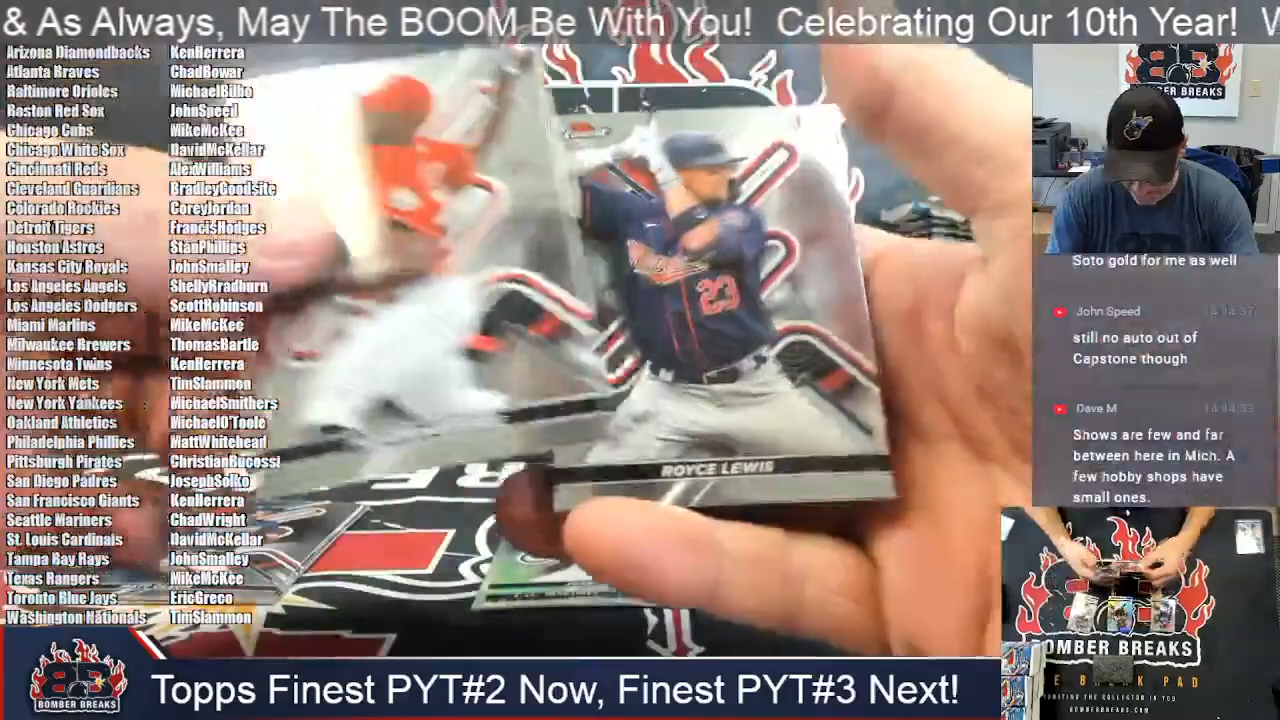 & As Always, May The BOOM Be With You!  Celebrating Our 10th Year!  W
Arizona Diamondbacks KenHerrera
Atlanta Braves ChadBowar
Baltimore Orioles MichaelBilbo
Boston Red Sox JohnSpeed
Chicago Cubs MikeMcKee
Chicago White Sox DavidMcKellar
Cincinnati Reds AlexWilliams
Cleveland Guardians BradleyGoodsite
Colorado Rockies CoreyJordan
Detroit Tigers FrancisHodges
Houston Astros StanPhillips
Kansas City Royals JohnSmalley
Los Angeles Angels ShellyBradburn
Los Angeles Dodgers ScottRobinson
Miami Marlins MikeMcKee
Milwaukee Brewers ThomasBartle
Minnesota Twins KenHerrera
New York Mets TimSlammon
New York Yankees MichaelSmithers
Oakland Athletics MichaelO'Toole
Philadelphia Phillies MattWhitehead
Pittsburgh Pirates ChristianBucossi
San Diego Padres JosephSolko
San Francisco Giants KenHerrera
Seattle Mariners ChadWright
St. Louis Cardinals DavidMcKellar
Tampa Bay Rays JohnSmalley
Texas Rangers MikeMcKee
Toronto Blue Jays EricGreco
Washington Nationals TimSlammon
23
ROYCE LEWIS
BOMBER BREAKS
Soto gold for me as well
John Speed 14:14:37
still no auto out of
Capstone though
Dave M
Shows are few and far
between here in Mich. A
few hobby shops have
small ones.
BOMBER BREAKS
THE BREAK PAD
BOMBERBREAKS.COM
BOMBER BREAKS
Topps Finest PYT#2 Now, Finest PYT#3 Next!